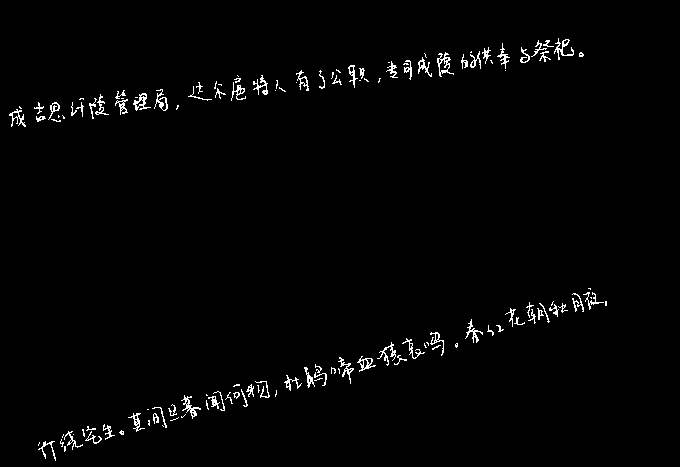 成吉思汗陵管理局,达尔扈特人有了公职,专司成陵的供奉与祭祀。
竹绕宅生。其间旦暮闻何物,杜鹃啼血猿哀鸣。春江花朝秋月夜,